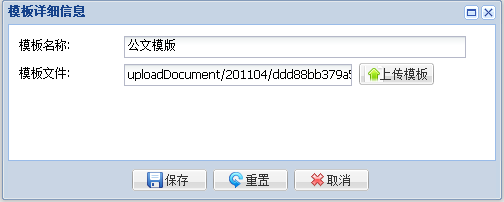 模板详细信息
模板名称: 公文模版
模板文件: uploadDocument/201104/ddd88bb379a 上传模板
保存 重置 取消